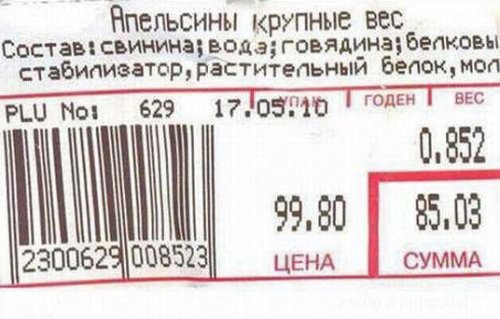 Апельсины крупные вес
Состав:свинина;вода;говядина;белковы
стабилизатор,растительный белок,мол
PLU No: 629 17.05.10 УПАК ГОДЕН ВЕС
0.852
99.80 85.03
2300629 008523 ЦЕНА СУММА